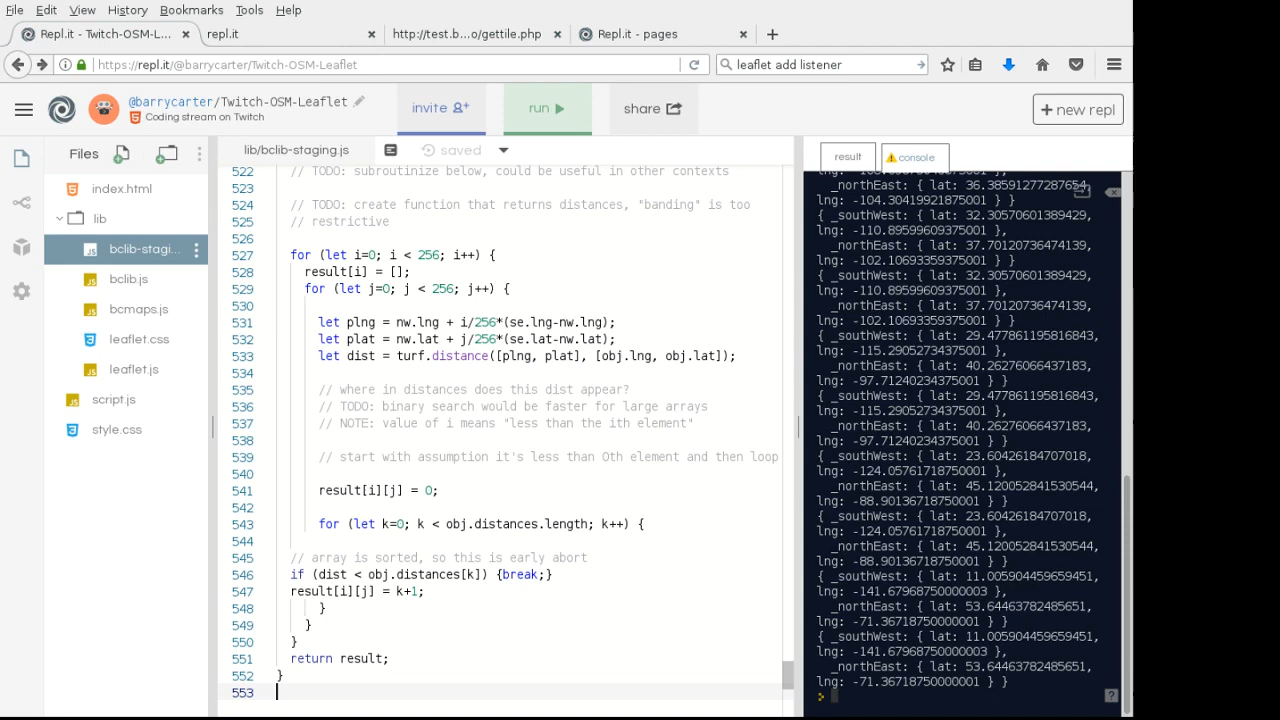 File Edit View History Bookmarks Tools Help
Repl.it - Twitch-OSM-L... × repl.it × http://test.b...o/gettile.php × Repl.it - pages ×
https://repl.it/@barrycarter/Twitch-OSM-Leaflet leaflet add listener
@barrycarter/Twitch-OSM-Leaflet
Coding stream on Twitch
invite run share + new repl
Files
index.html
lib
bclib-stagi...
bclib.js
bcmaps.js
leaflet.css
leaflet.js
script.js
style.css
lib/bclib-staging.js saved
522 // TODO: subroutinize below, could be useful in other contexts
523
524 // TODO: create function that returns distances, "banding" is too
525 // restrictive
526
527 for (let i=0; i < 256; i++) {
528 result[i] = [];
529 for (let j=0; j < 256; j++) {
530
531 let plng = nw.lng + i/256*(se.lng-nw.lng);
532 let plat = nw.lat + j/256*(se.lat-nw.lat);
533 let dist = turf.distance([plng, plat], [obj.lng, obj.lat]);
534
535 // where in distances does this dist appear?
536 // TODO: binary search would be faster for large arrays
537 // NOTE: value of i means "less than the ith element"
538
539 // start with assumption it's less than 0th element and then loop
540
541 result[i][j] = 0;
542
543 for (let k=0; k < obj.distances.length; k++) {
544
545 // array is sorted, so this is early abort
546 if (dist < obj.distances[k]) {break;}
547 result[i][j] = k+1;
548 }
549 }
550 }
551 return result;
552 }
553
result console
_northEast: { lat: 36.38591277287654,
lng: -104.30419921875001 } }
{ _southWest: { lat: 32.30570601389429,
lng: -110.89599609375001 },
_northEast: { lat: 37.70120736474139,
lng: -102.10693359375001 } }
{ _southWest: { lat: 32.30570601389429,
lng: -110.89599609375001 },
_northEast: { lat: 37.70120736474139,
lng: -102.10693359375001 } }
{ _southWest: { lat: 29.477861195816843,
lng: -115.29052734375001 },
_northEast: { lat: 40.26276066437183,
lng: -97.71240234375001 } }
{ _southWest: { lat: 29.477861195816843,
lng: -115.29052734375001 },
_northEast: { lat: 40.26276066437183,
lng: -97.71240234375001 } }
{ _southWest: { lat: 23.60426184707018,
lng: -124.05761718750001 },
_northEast: { lat: 45.120052841530544,
lng: -88.90136718750001 } }
{ _southWest: { lat: 23.60426184707018,
lng: -124.05761718750001 },
_northEast: { lat: 45.120052841530544,
lng: -88.90136718750001 } }
{ _southWest: { lat: 11.005904459659451,
lng: -141.67968750000003 },
_northEast: { lat: 53.64463782485651,
lng: -71.36718750000001 } }
{ _southWest: { lat: 11.005904459659451,
lng: -141.67968750000003 },
_northEast: { lat: 53.64463782485651,
lng: -71.36718750000001 } }